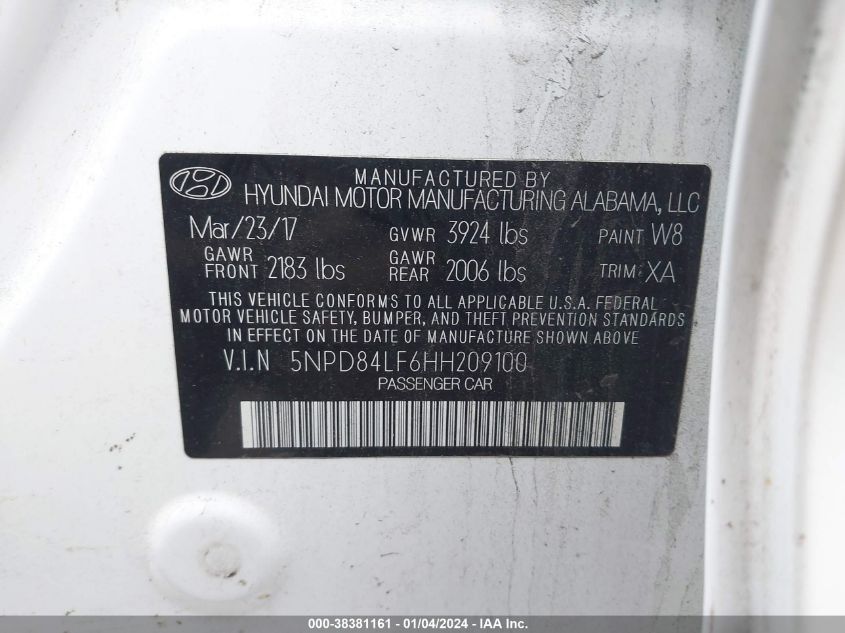 MANUFACTURED BY
HYUNDAI MOTOR MANUFACTURING ALABAMA, LLC
Mar/23/17 GVWR 3924 lbs PAINT W8
GAWR FRONT 2183 lbs GAWR REAR 2006 lbs TRIM: XA
THIS VEHICLE CONFORMS TO ALL APPLICABLE U.S.A. FEDERAL
MOTOR VEHICLE SAFETY, BUMPER, AND THEFT PREVENTION STANDARDS
IN EFFECT ON THE DATE OF MANUFACTURE SHOWN ABOVE.
V.I.N 5NPD84LF6HH209100
PASSENGER CAR
000-38381161 - 01/04/2024 - IAA Inc.